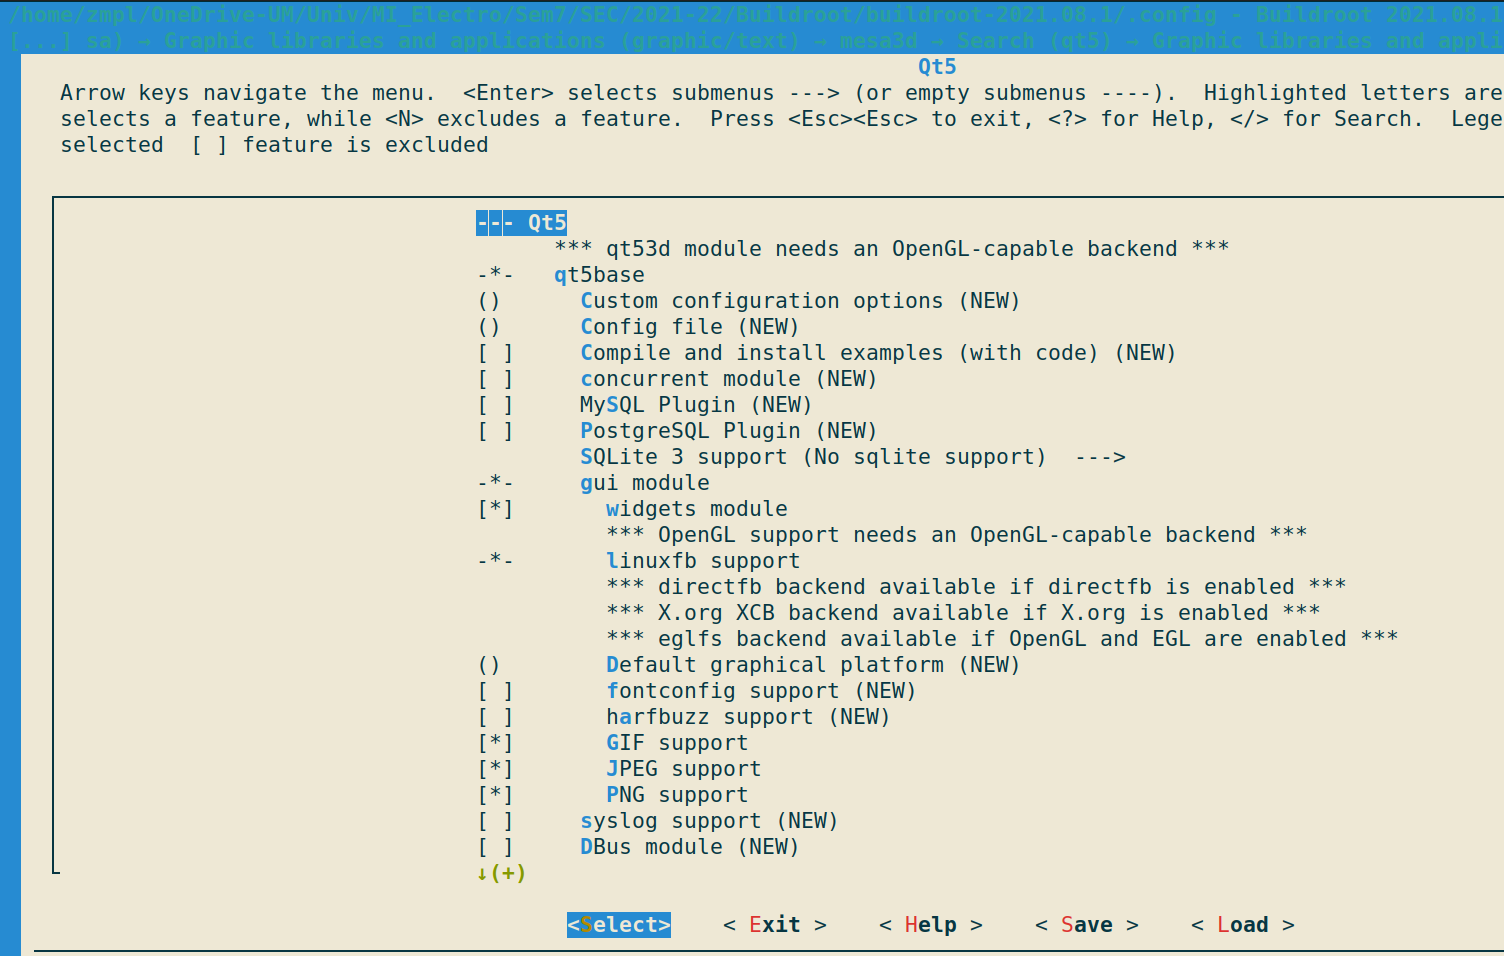 /home/zmpl/OneDrive-UM/Univ/MI_Electro/Sem7/SEC/2021-22/Buildroot/buildroot-2021.08.1/.config - Buildroot 2021.08.1
[...] sa) → Graphic libraries and applications (graphic/text) → mesa3d → Search (qt5) → Graphic libraries and appli
Qt5
Arrow keys navigate the menu.  <Enter> selects submenus ---> (or empty submenus ----).  Highlighted letters are
selects a feature, while <N> excludes a feature.  Press <Esc><Esc> to exit, <?> for Help, </> for Search.  Lege
selected  [ ] feature is excluded
--- Qt5
*** qt53d module needs an OpenGL-capable backend ***
-*-   qt5base
()      Custom configuration options (NEW)
()      Config file (NEW)
[ ]     Compile and install examples (with code) (NEW)
[ ]     concurrent module (NEW)
[ ]     MySQL Plugin (NEW)
[ ]     PostgreSQL Plugin (NEW)
SQLite 3 support (No sqlite support)  --->
-*-     gui module
[*]       widgets module
*** OpenGL support needs an OpenGL-capable backend ***
-*-       linuxfb support
*** directfb backend available if directfb is enabled ***
*** X.org XCB backend available if X.org is enabled ***
*** eglfs backend available if OpenGL and EGL are enabled ***
()        Default graphical platform (NEW)
[ ]       fontconfig support (NEW)
[ ]       harfbuzz support (NEW)
[*]       GIF support
[*]       JPEG support
[*]       PNG support
[ ]     syslog support (NEW)
[ ]     DBus module (NEW)
↓(+)
<Select>    < Exit >    < Help >    < Save >    < Load >